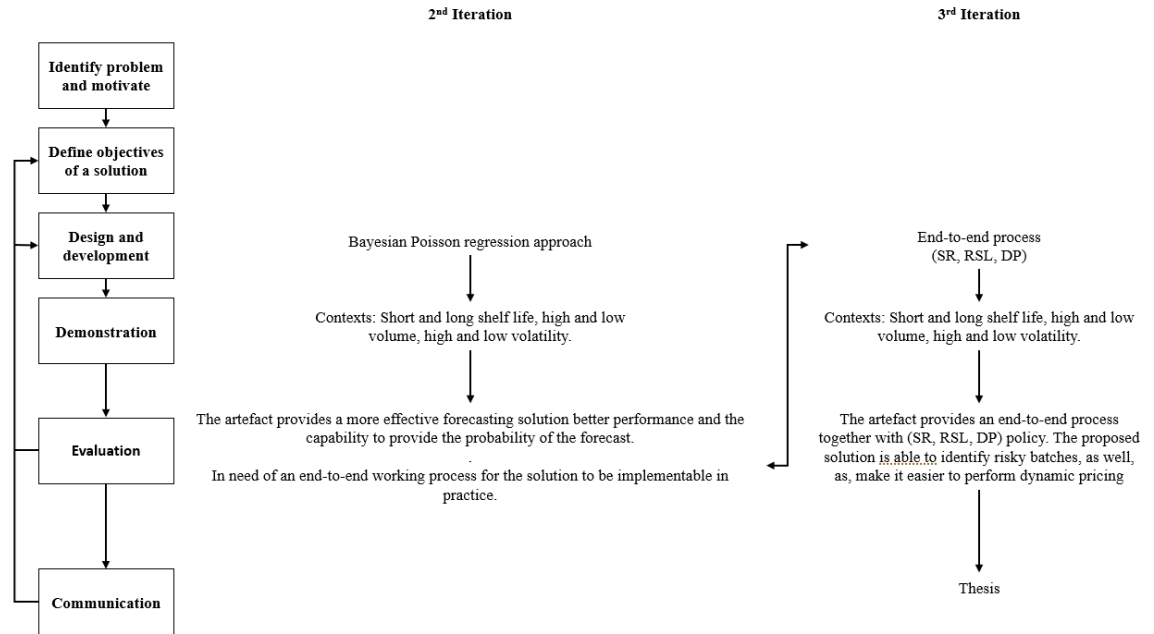 2nd Iteration
3rd Iteration
Identify problem
and motivate
Define objectives
of a solution
Design and
development
Demonstration
Evaluation
Communication
Bayesian Poisson regression approach
Contexts: Short and long shelf life, high and low
volume, high and low volatility.
The artefact provides a more effective forecasting solution better performance and the
capability to provide the probability of the forecast.
.
In need of an end-to-end working process for the solution to be implementable in
practice.
End-to-end process
(SR, RSL, DP)
Contexts: Short and long shelf life, high and low
volume, high and low volatility.
The artefact provides an end-to-end process
together with (SR, RSL, DP) policy. The proposed
solution is able to identify risky batches, as well,
as, make it easier to perform dynamic pricing
Thesis